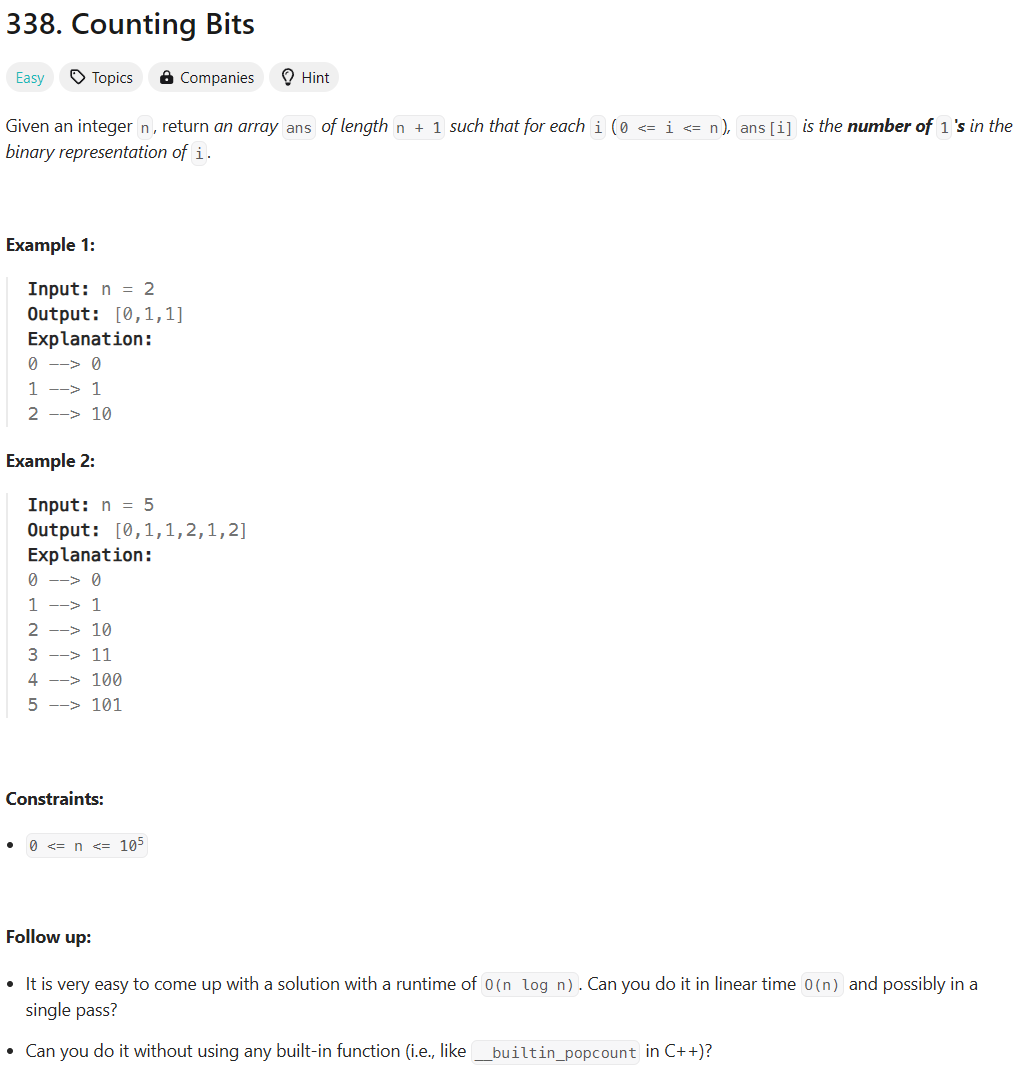 338. Counting Bits
Easy Topics Companies Hint
Given an integer n, return an array ans of length n + 1 such that for each i (0 <= i <= n), ans[i] is the number of 1's in the
binary representation of i.
Example 1:
Input: n = 2
Output: [0,1,1]
Explanation:
0 --> 0
1 --> 1
2 --> 10
Example 2:
Input: n = 5
Output: [0,1,1,2,1,2]
Explanation:
0 --> 0
1 --> 1
2 --> 10
3 --> 11
4 --> 100
5 --> 101
Constraints:
• 0 <= n <= 10⁵
Follow up:
• It is very easy to come up with a solution with a runtime of O(n log n). Can you do it in linear time O(n) and possibly in a
single pass?
• Can you do it without using any built-in function (i.e., like __builtin_popcount in C++)?